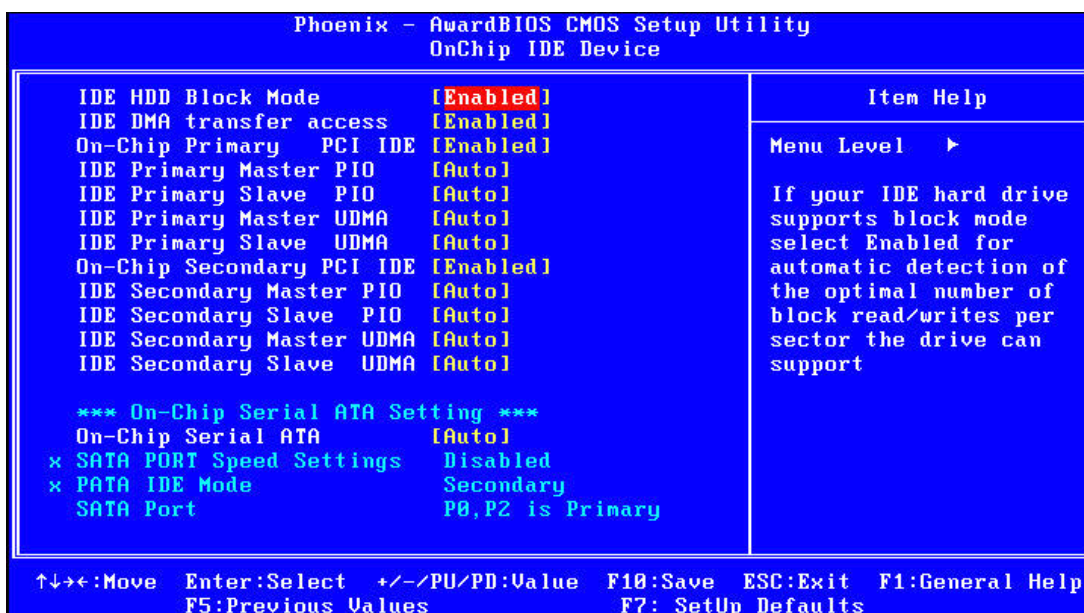 Phoenix - AwardBIOS CMOS Setup Utility
OnChip IDE Device
IDE HDD Block Mode [Enabled]
IDE DMA transfer access [Enabled]
On-Chip Primary PCI IDE [Enabled]
IDE Primary Master PIO [Auto]
IDE Primary Slave PIO [Auto]
IDE Primary Master UDMA [Auto]
IDE Primary Slave UDMA [Auto]
On-Chip Secondary PCI IDE [Enabled]
IDE Secondary Master PIO [Auto]
IDE Secondary Slave PIO [Auto]
IDE Secondary Master UDMA [Auto]
IDE Secondary Slave UDMA [Auto]
*** On-Chip Serial ATA Setting ***
On-Chip Serial ATA [Auto]
x SATA PORT Speed Settings Disabled
x PATA IDE Mode Secondary
SATA Port P0,P2 is Primary
Item Help
Menu Level ►
If your IDE hard drive
supports block mode
select Enabled for
automatic detection of
the optimal number of
block read/writes per
sector the drive can
support
↑↓→←:Move Enter:Select +/-/PU/PD:Value F10:Save ESC:Exit F1:General Help
F5:Previous Values F7: SetUp Defaults